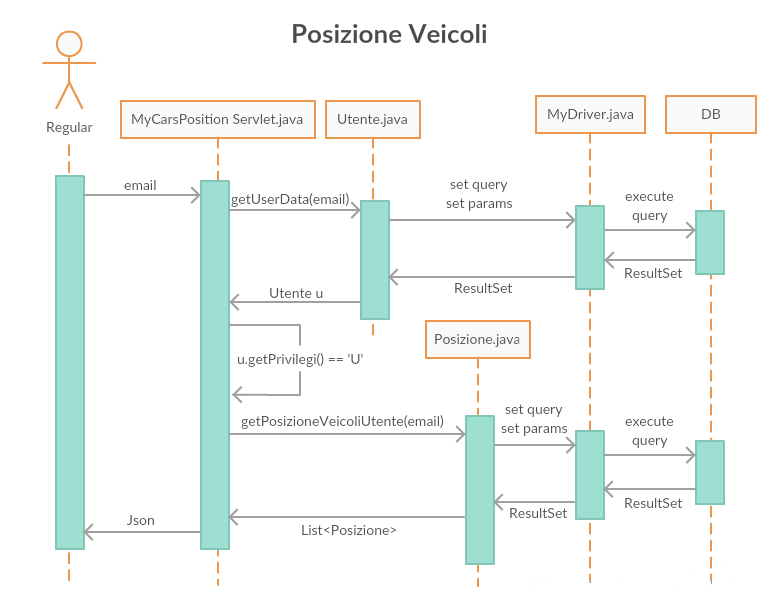 Posizione Veicoli
Regular
MyCarsPosition Servlet.java
Utente.java
MyDriver.java
DB
email
getUserData(email)
set query
set params
execute
query
ResultSet
ResultSet
Utente u
u.getPrivilegi() == 'U'
Posizione.java
getPosizioneVeicoliUtente(email)
set query
set params
execute
query
ResultSet
ResultSet
List<Posizione>
Json